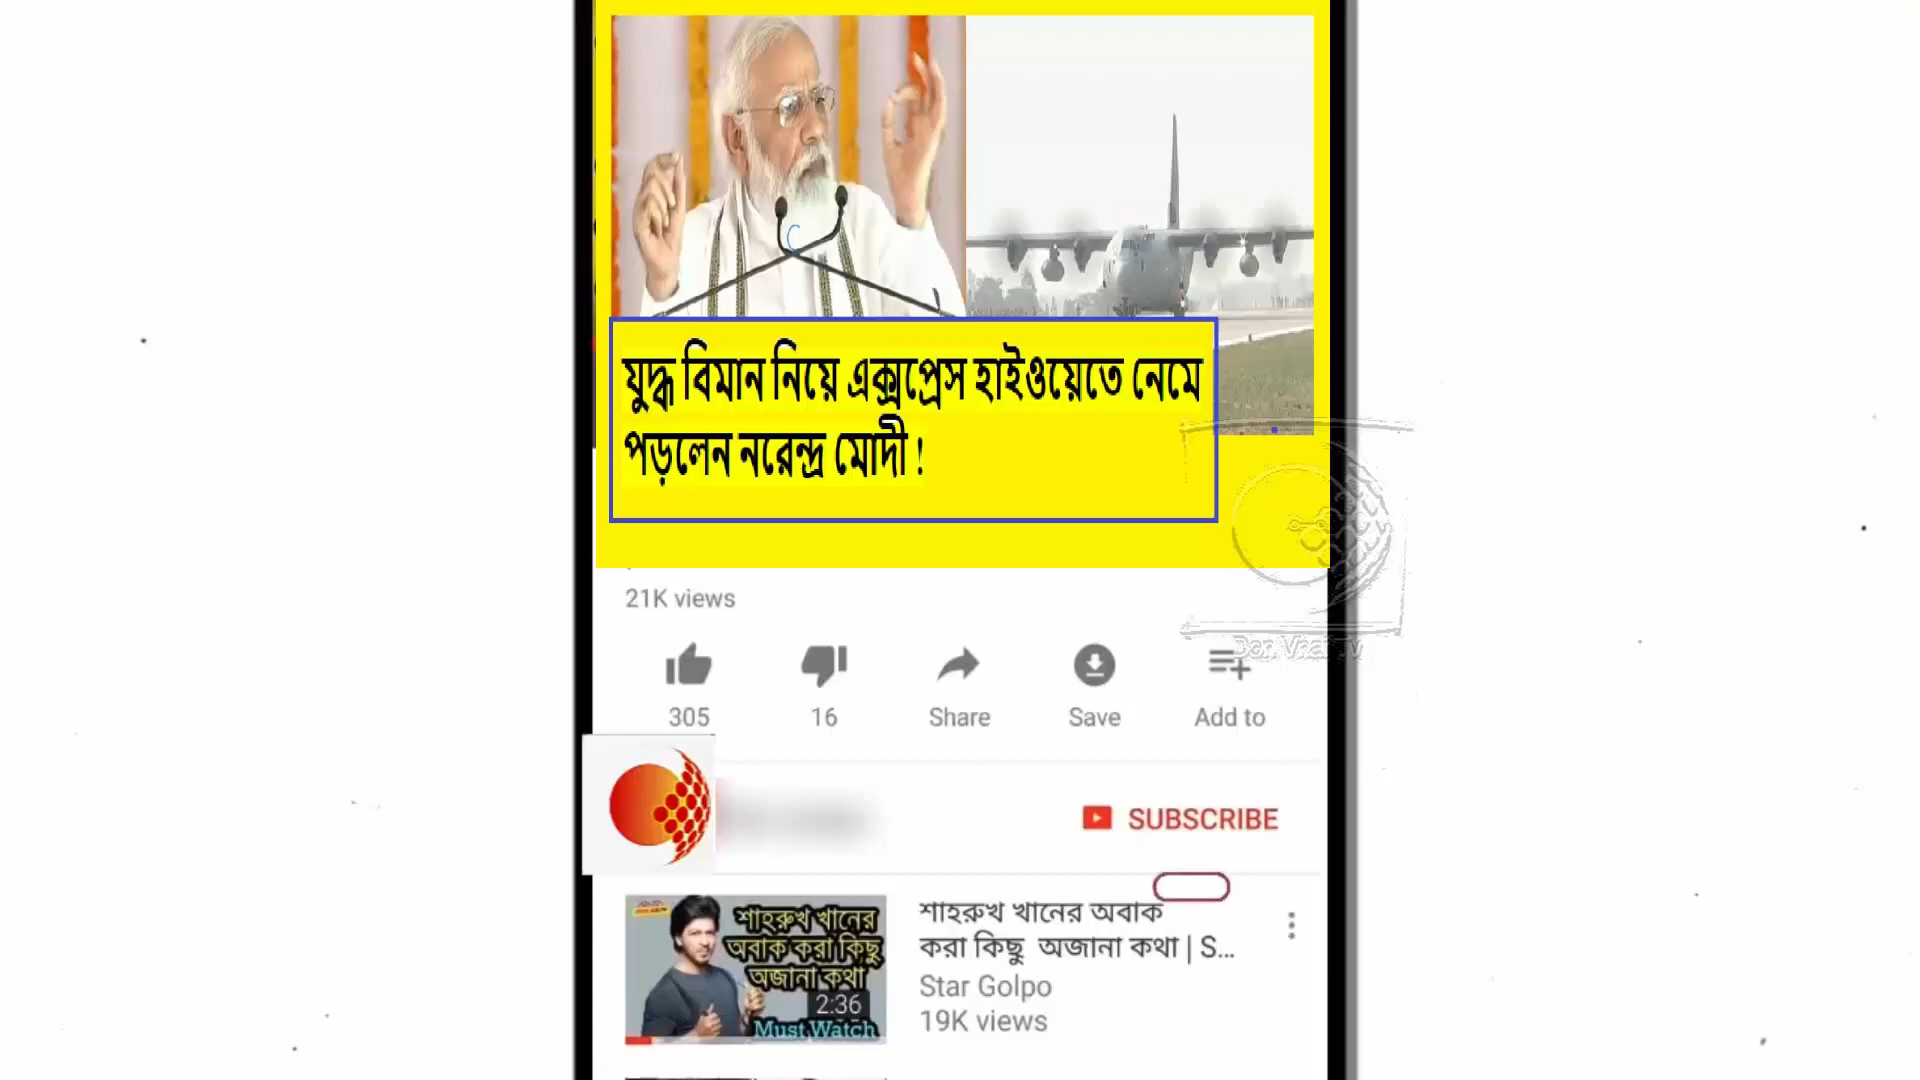 যুদ্ধ বিমান নিয়ে এক্সপ্রেস হাইওয়েতে নেমে
পড়লেন নরেন্দ্র মোদী!
21K views
305
16
Share
Save
Add to
SUBSCRIBE
শাহরুখ খানের
অবাক করা কিছু
অজানা কথা
2:36
Must Watch
শাহরুখ খানের অবাক
করা কিছু অজানা কথা | S...
Star Golpo
19K views